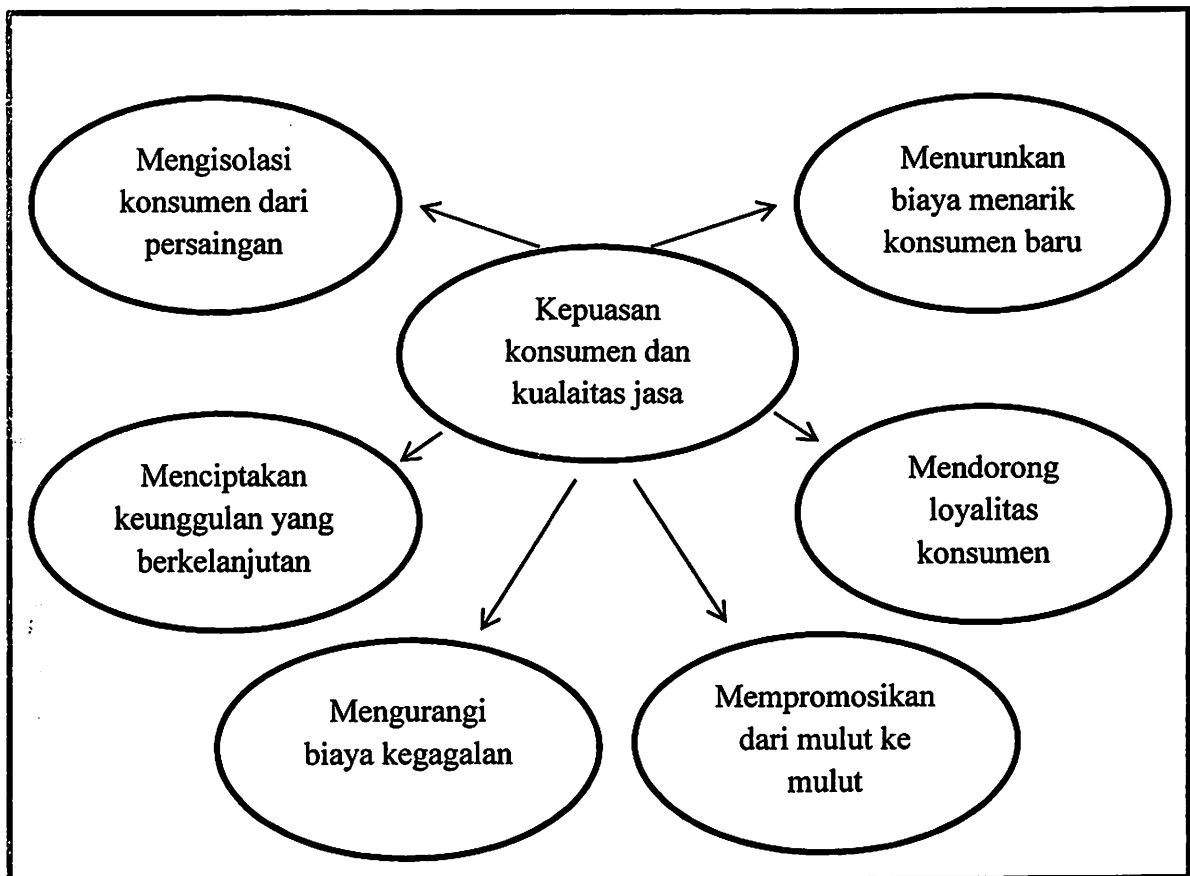 Mengisolasi
konsumen dari
persaingan
Menurunkan
biaya menarik
konsumen baru
Kepuasan
konsumen dan
kualaitas jasa
Menciptakan
keunggulan yang
berkelanjutan
Mendorong
loyalitas
konsumen
Mengurangi
biaya kegagalan
Mempromosikan
dari mulut ke
mulut